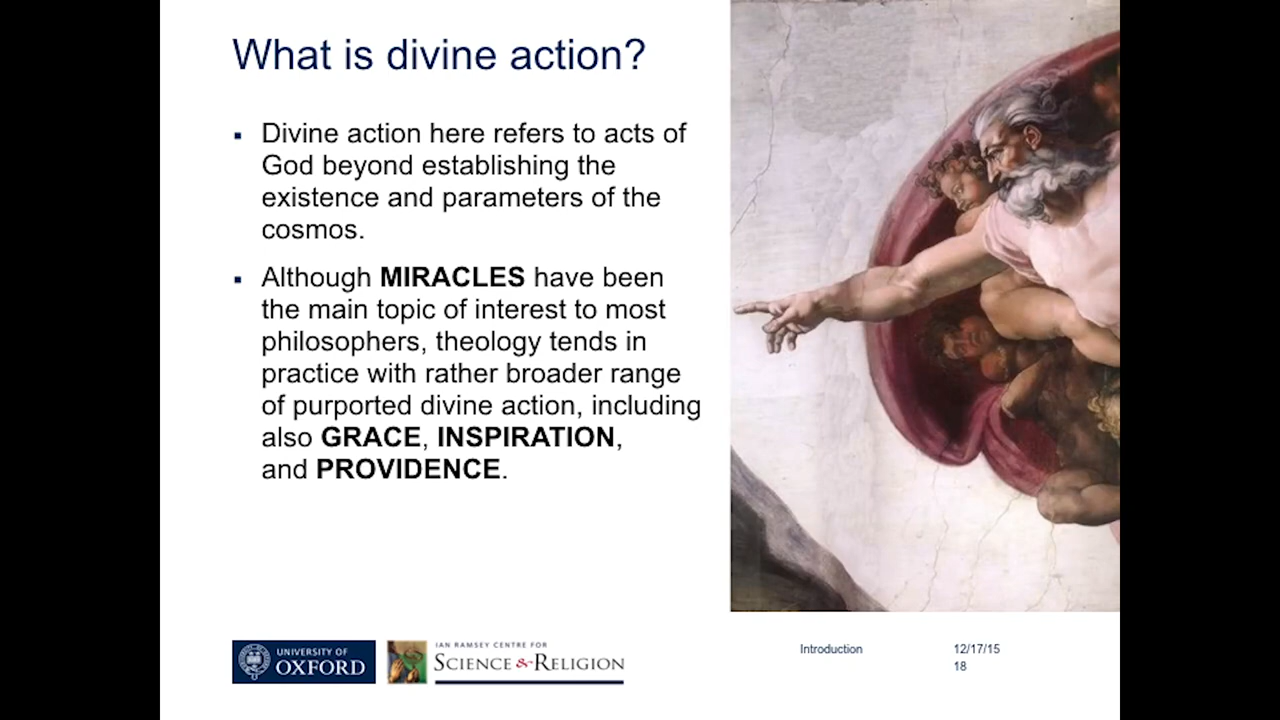 What is divine action?
Divine action here refers to acts of
God beyond establishing the
existence and parameters of the
cosmos.
Although MIRACLES have been
the main topic of interest to most
philosophers, theology tends in
practice with rather broader range
of purported divine action, including
also GRACE, INSPIRATION,
and PROVIDENCE.
UNIVERSITY OF
OXFORD
IAN RAMSEY CENTRE FOR
SCIENCE & RELIGION
Introduction
12/17/15
18